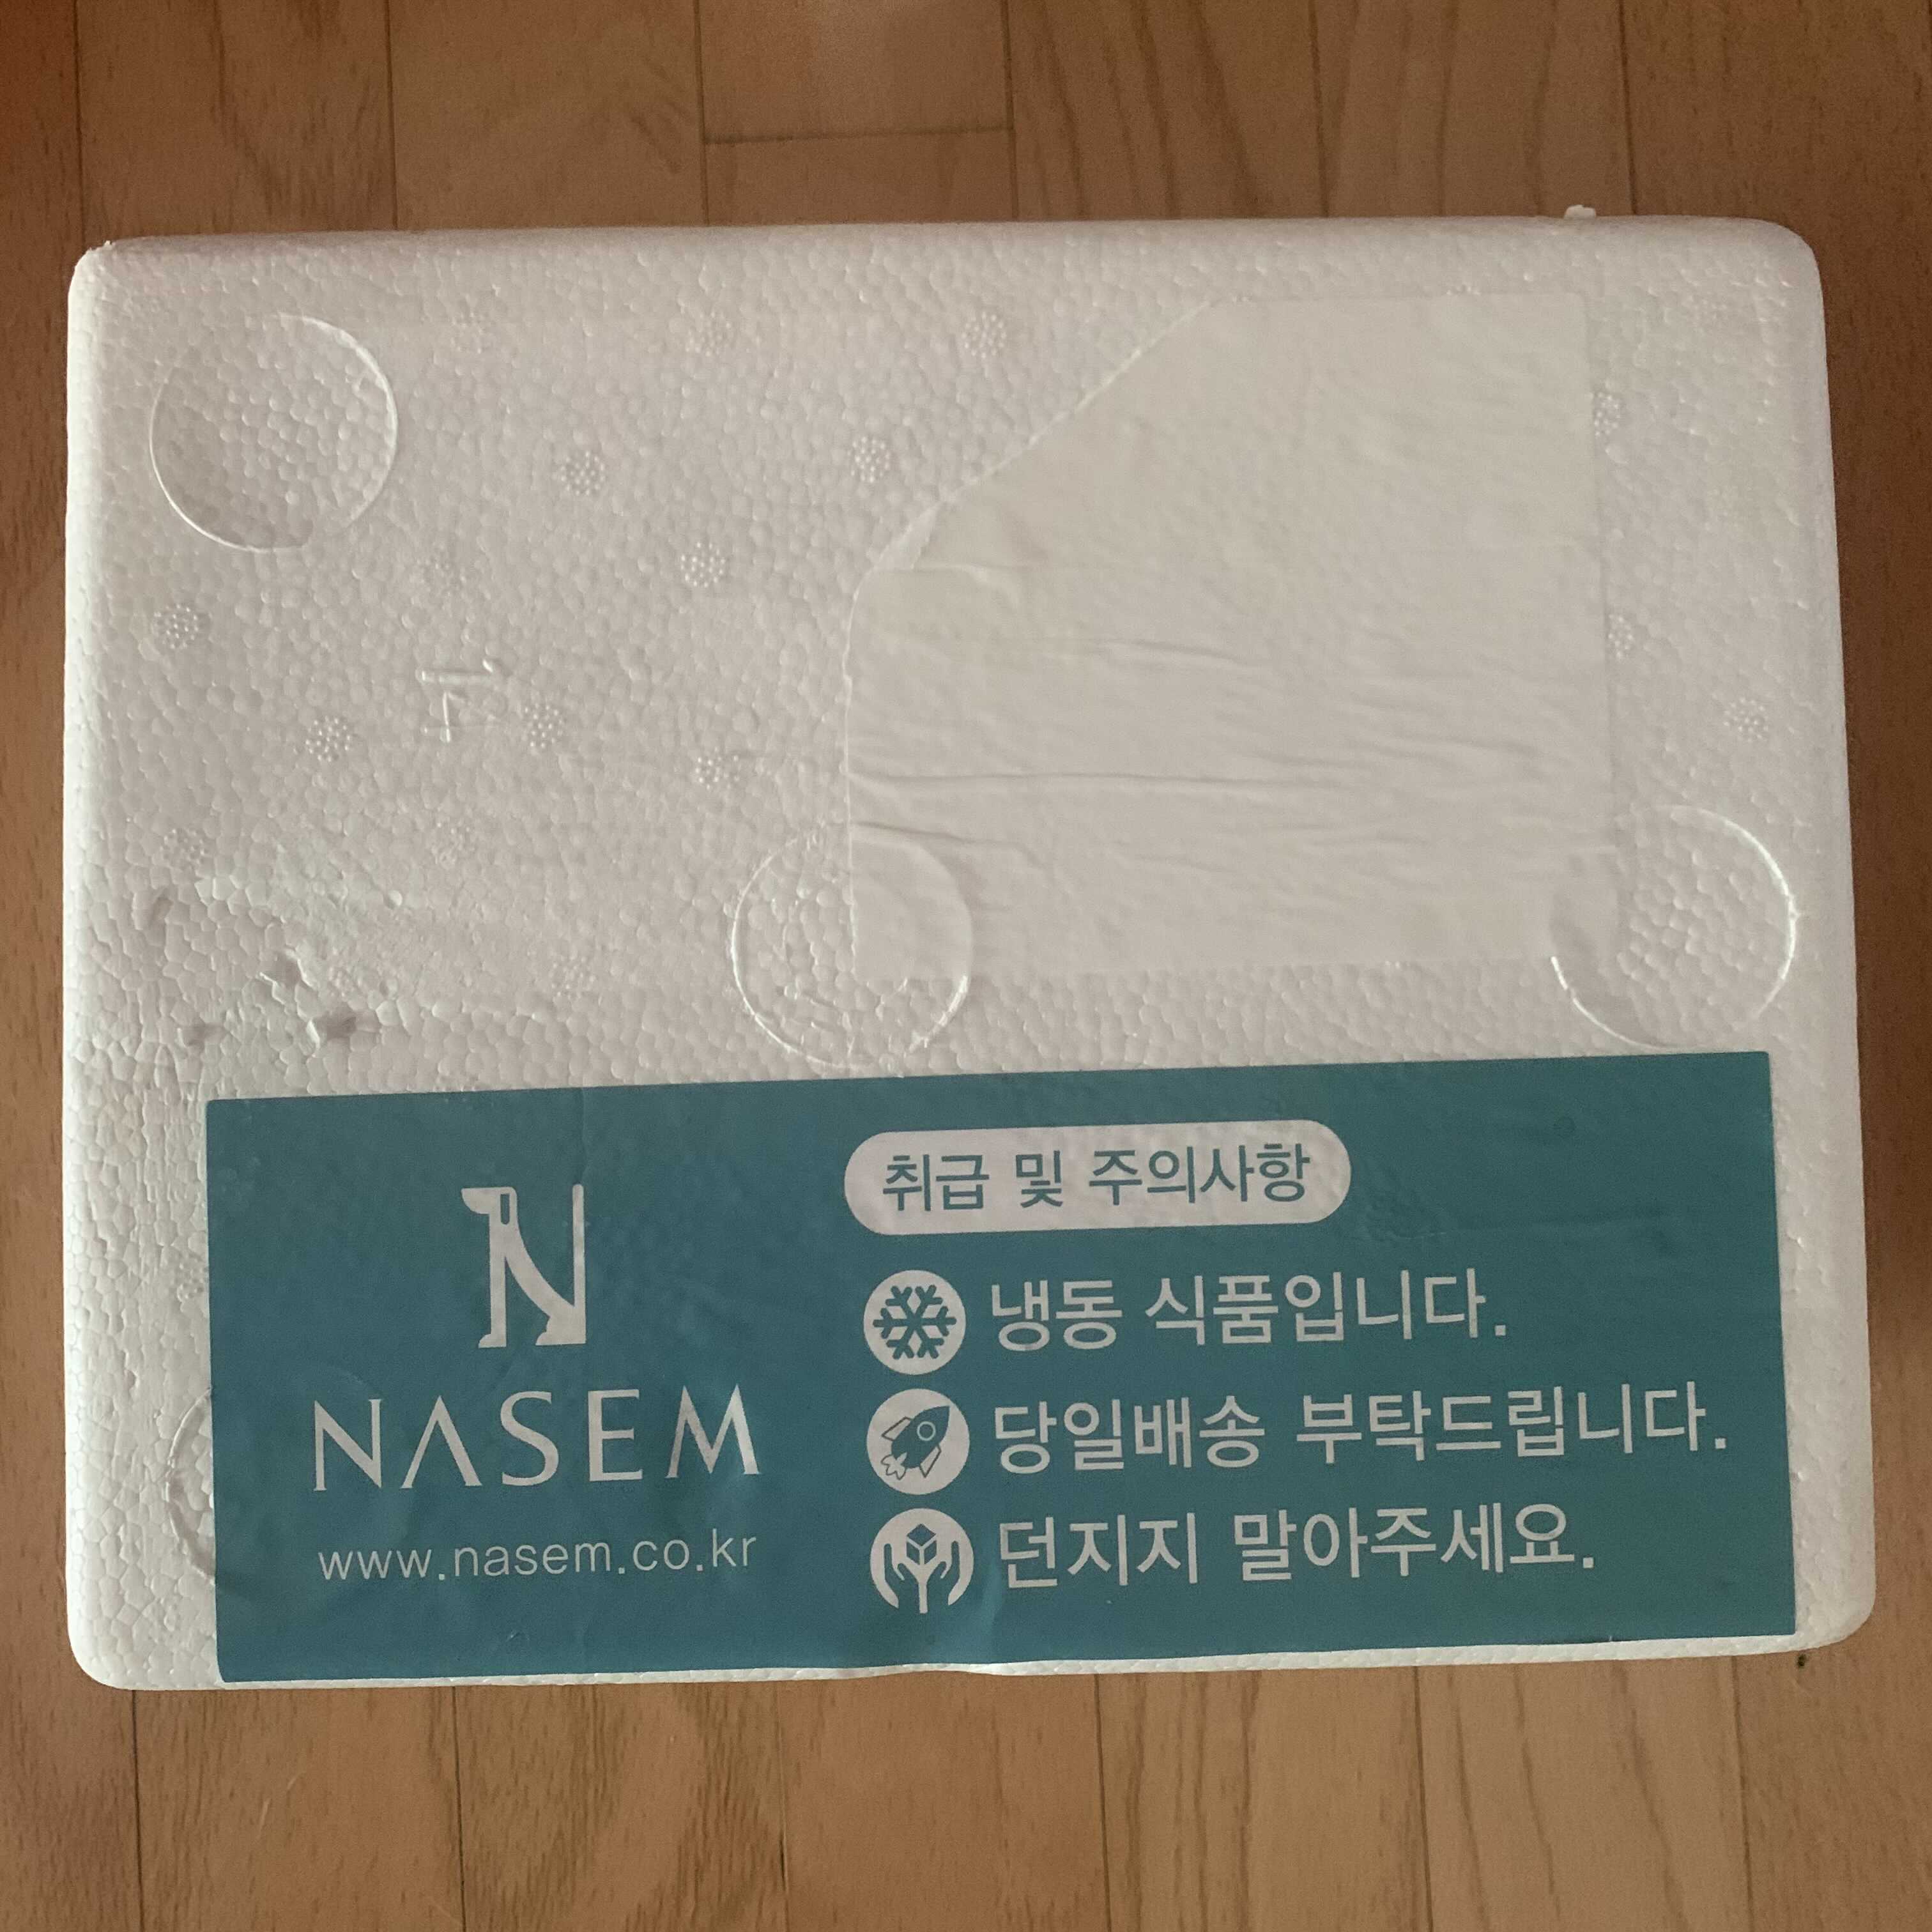 NASEM
www.nasem.co.kr
취급 및 주의사항
냉동 식품입니다.
당일배송 부탁드립니다.
던지지 말아주세요.